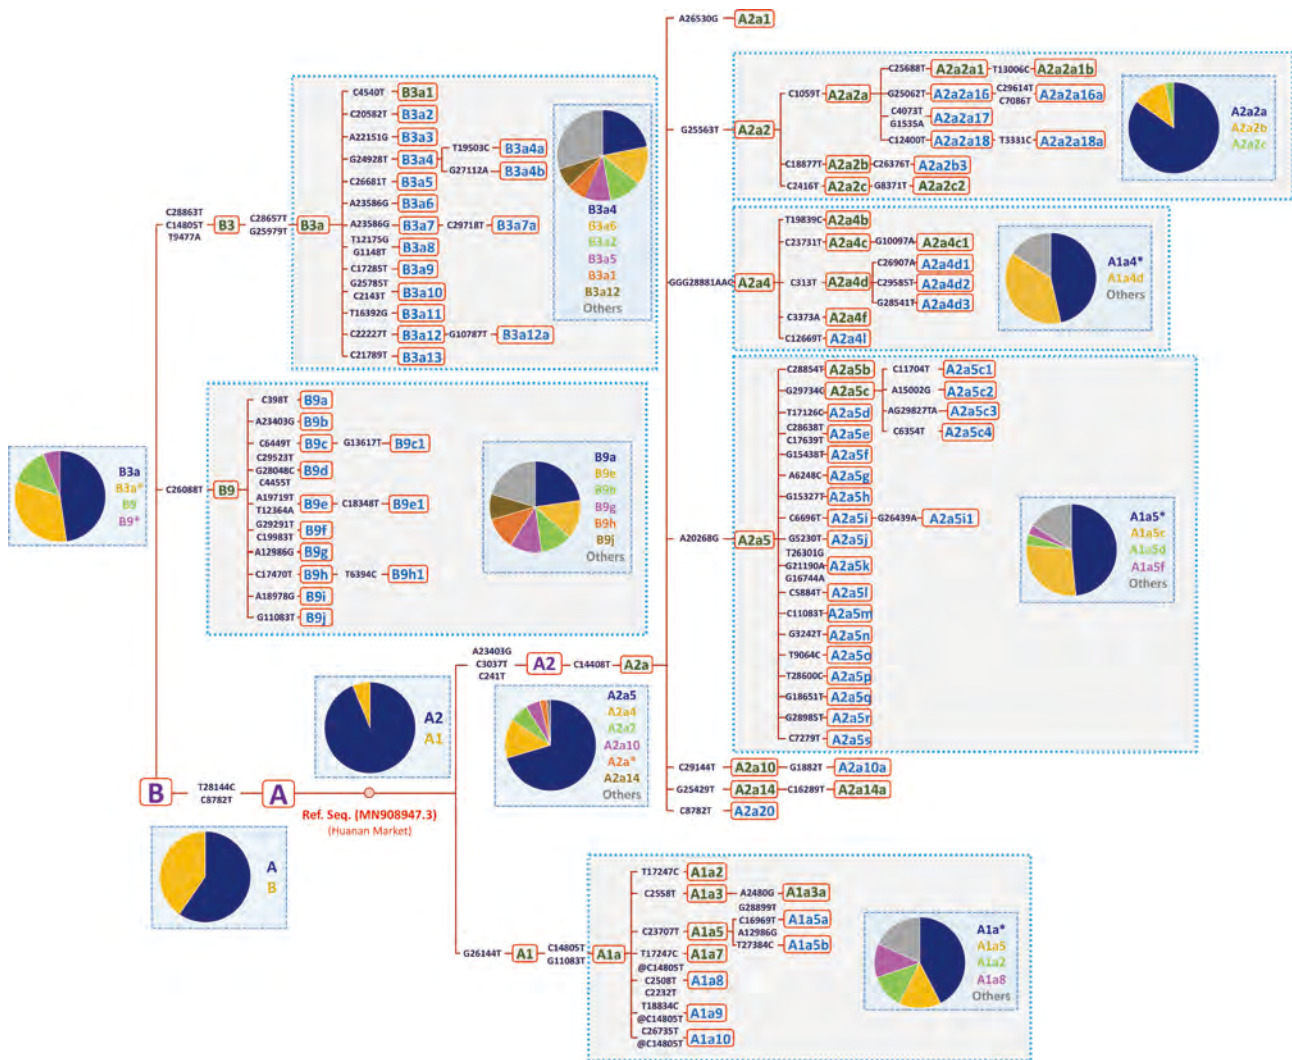 A26530G A2a1
C25688T A2a2a1 T13006C A2a2a1b
C1059T A2a2a G25062T A2a2a16 C29614T C7086T A2a2a16a
C4073T G1535A A2a2a17
C12400T A2a2a18 T3331C A2a2a18a
G25563T A2a2
C18877T A2a2b C26376T A2a2b3
C2416T A2a2c G8371T A2a2c2
A2a2a
A2a2b
A2a2c
C4540T B3a1
C20582T B3a2
A22151G B3a3
G24928T B3a4 T19503C B3a4a
G27112A B3a4b
C26681T B3a5
A23586G B3a6
A23586G B3a7 C29718T B3a7a
T12175G G1148T B3a8
C17285T B3a9
G25785T C2143T B3a10
T16392G B3a11
C22227T B3a12 G10787T B3a12a
C21789T B3a13
B3a4
B3a6
B3a2
B3a5
B3a1
B3a12
Others
C28863T
C14805T B3
T9477A
C28657T
G25979T B3a
T19839C A2a4b
C23731T A2a4c G10097A A2a4c1
GGG28881AAC A2a4
C313T A2a4d C26907A A2a4d1
C29585T A2a4d2
G28541T A2a4d3
C3373A A2a4f
C12669T A2a4l
A1a4*
A1a4d
Others
C28854T A2a5b
G29734C A2a5c
C11704T A2a5c1
A15002G A2a5c2
AG29827TA A2a5c3
C6354T A2a5c4
T17126C A2a5d
C28638T
C17639T A2a5e
G15438T A2a5f
A6248C A2a5g
G15327T A2a5h
C6696T A2a5i G26439A A2a5i1
A20268G A2a5
G5230T A2a5j
T26301G
G21190A A2a5k
G16744A
C5884T A2a5l
C11083T A2a5m
G3242T A2a5n
T9064C A2a5o
T28600C A2a5p
G18651T A2a5q
G28985T A2a5r
C7279T A2a5s
A1a5*
A1a5c
A1a5d
A1a5f
Others
B3a
B3a*
B9
B9*
C26088T B9
C398T B9a
A23403G B9b
C6449T B9c G13617T B9c1
C29523T
G28048C B9d
C4455T
A19719T
T12364A B9e C18348T B9e1
G29291T
C19983T B9f
A12986G B9g
C17470T B9h T6394C B9h1
A18978G B9i
G11083T B9j
B9a
B9e
B9b
B9g
B9h
B9j
Others
A23403G
C3037T A2 C14408T A2a
C241T
A2
A1
A2a5
A2a4
A2a2
A2a10
A2a*
A2a14
Others
C29144T A2a10 G1882T A2a10a
G25429T A2a14 C16289T A2a14a
C8782T A2a20
B
T28144C
C8782T A
Ref. Seq. (MN908947.3)
(Huanan Market)
A
B
G26144T A1 C14805T G11083T A1a
T17247C A1a2
C2558T A1a3 A2480G A1a3a
G28899T
C16969T A1a5a
C23707T A1a5 A12986G
T27384C A1a5b
T17247C A1a7
@C14805T
C2508T A1a8
C2232T
T18834C
@C14805T A1a9
C26735T
@C14805T A1a10
A1a*
A1a5
A1a2
A1a8
Others